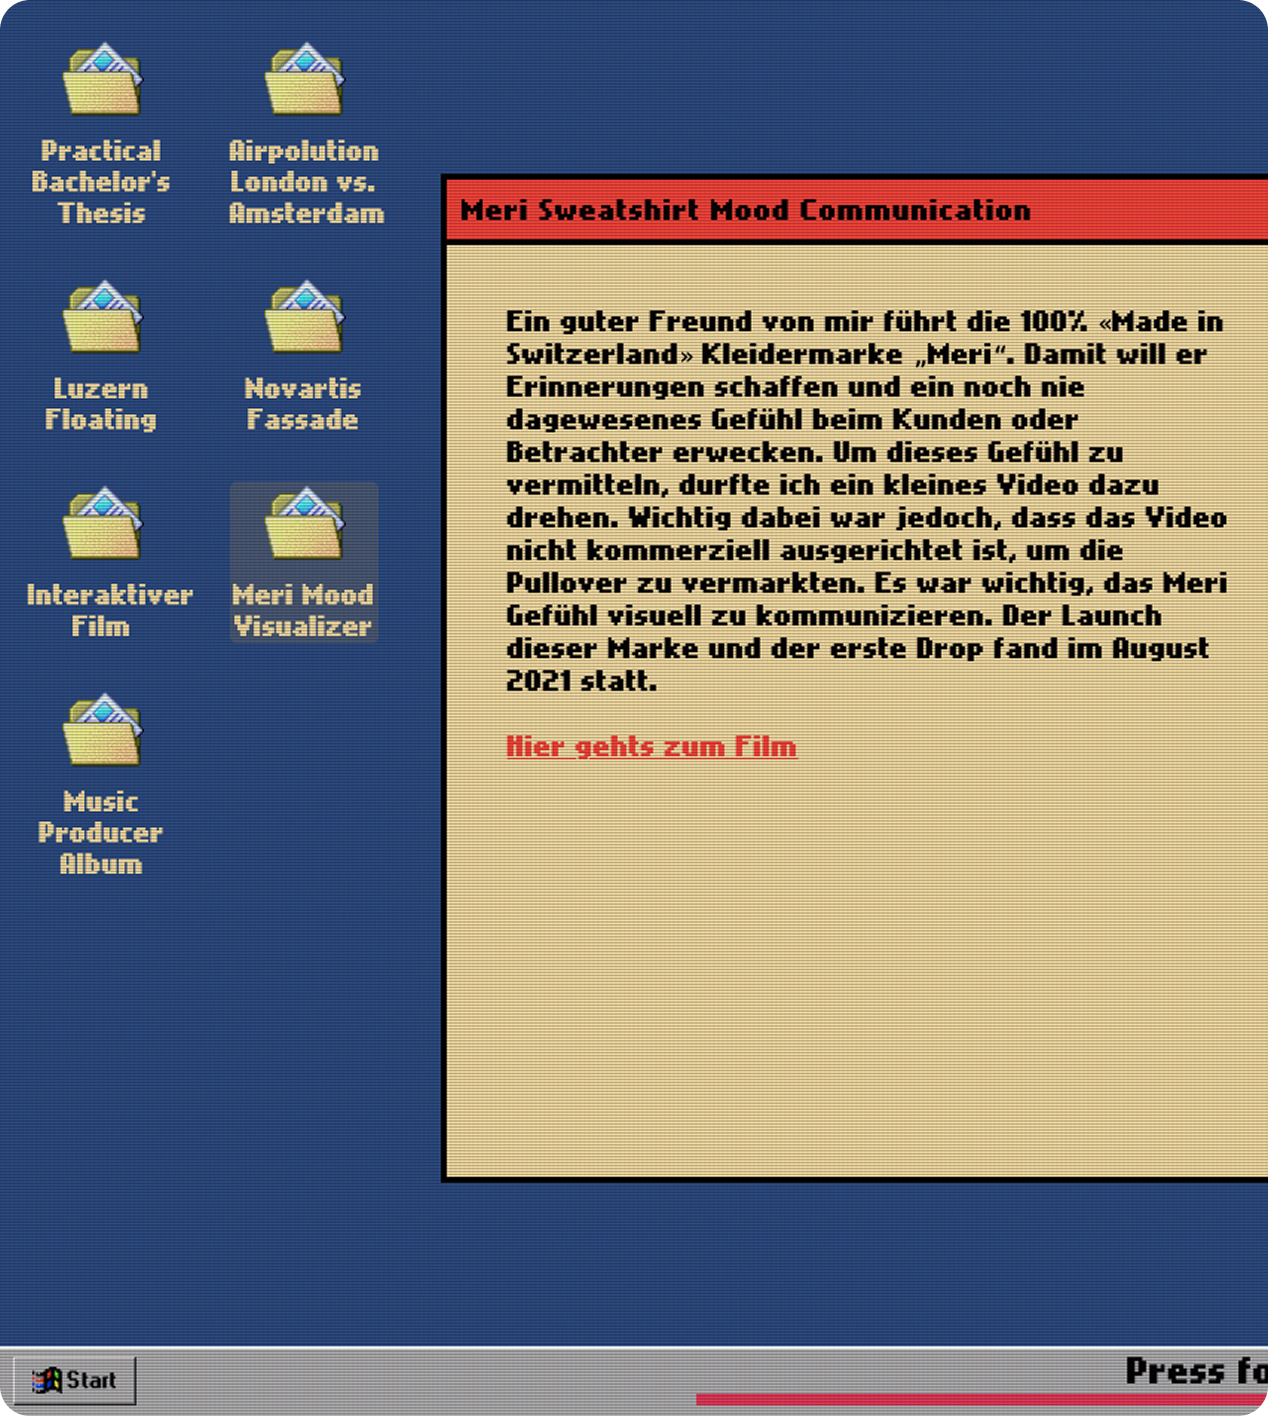 Practical
Bachelor's
Thesis
Airpolution
London vs.
Amsterdam
Luzern
Floating
Novartis
Fassade
Interaktiver
Film
Meri Mood
Visualizer
Music
Producer
Album
Meri Sweatshirt Mood Communication
Ein guter Freund von mir führt die 100% «Made in
Switzerland» Kleidermarke „Meri“. Damit will er
Erinnerungen schaffen und ein noch nie
dagewesenes Gefühl beim Kunden oder
Betrachter erwecken. Um dieses Gefühl zu
vermitteln, durfte ich ein kleines Video dazu
drehen. Wichtig dabei war jedoch, dass das Video
nicht kommerziell ausgerichtet ist, um die
Pullover zu vermarkten. Es war wichtig, das Meri
Gefühl visuell zu kommunizieren. Der Launch
dieser Marke und der erste Drop fand im August
2021 statt.
Hier gehts zum Film
Start
Press fo